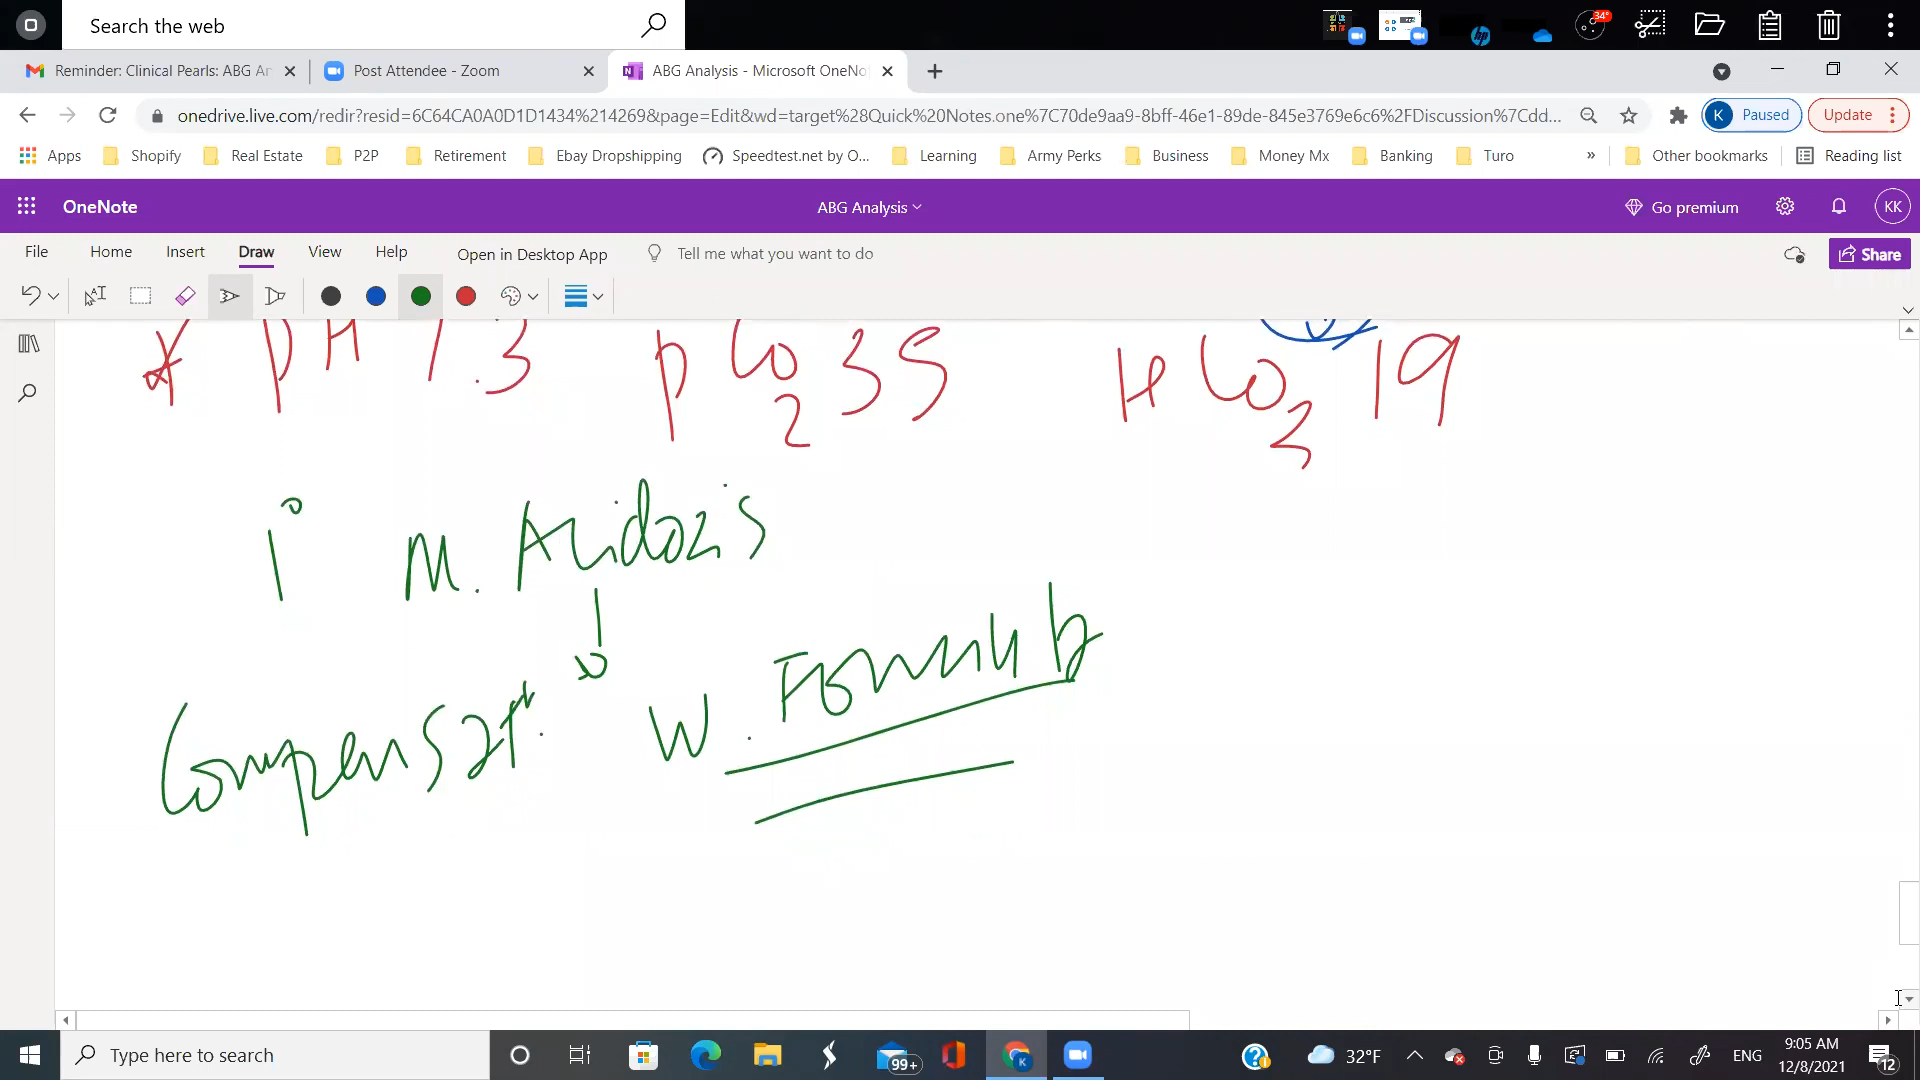 Search the web
34°
Reminder: Clinical Pearls: ABG An
Post Attendee - Zoom
ABG Analysis - Microsoft OneNo
onedrive.live.com/redir?resid=6C64CA0A0D1D1434%214269&page=Edit&wd=target%28Quick%20Notes.one%7C70de9aa9-8bff-46e1-89de-845e3769e6c6%2FDiscussion%7Cdd...
K Paused
Update
Apps Shopify Real Estate P2P Retirement Ebay Dropshipping Speedtest.net by O... Learning Army Perks Business Money Mx Banking Turo » Other bookmarks Reading list
OneNote
ABG Analysis
Go premium
KK
File Home Insert Draw View Help Open in Desktop App Tell me what you want to do
Share
* pH 7.3 pCo2 35 HCo3 19
1° M. Acidosis
Compensat. W. Formula
Type here to search
99+
32°F
ENG
9:05 AM
12/8/2021
12